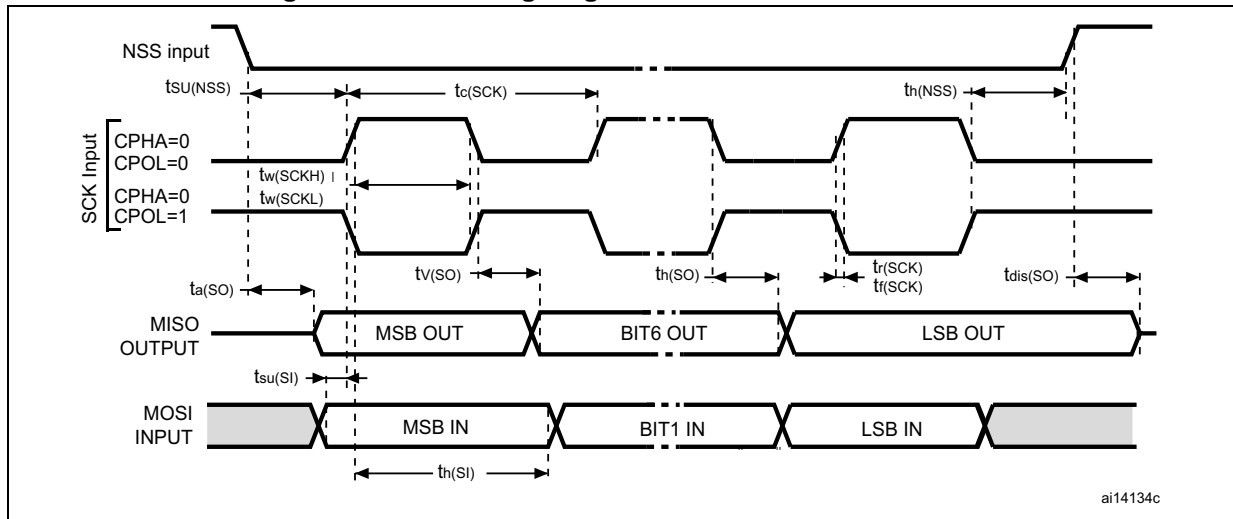 NSS input
tSU(NSS)
tc(SCK)
th(NSS)
SCK Input
CPHA=0
CPOL=0
tw(SCKH)
CPHA=0
tw(SCKL)
CPOL=1
tV(SO)
th(SO)
tr(SCK)
tf(SCK)
tdis(SO)
ta(SO)
MISO
OUTPUT
MSB OUT
BIT6 OUT
LSB OUT
tsu(SI)
MOSI
INPUT
MSB IN
BIT1 IN
LSB IN
th(SI)
ai14134c